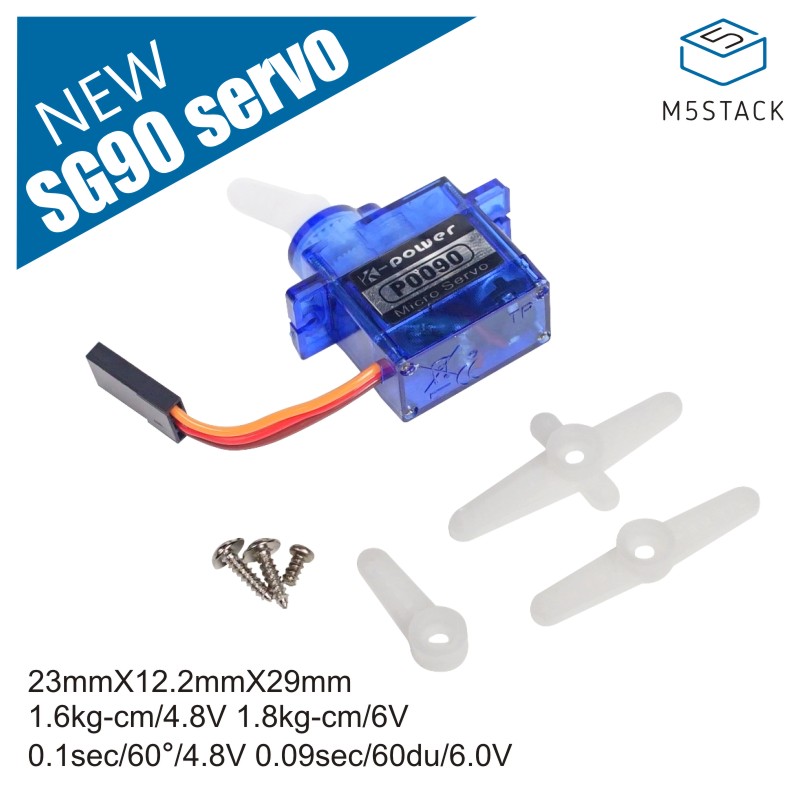 NEW
SG90 servo
M5STACK
K-power
P0090
Micro Servo
TP
23mmX12.2mmX29mm
1.6kg-cm/4.8V 1.8kg-cm/6V
0.1sec/60°/4.8V 0.09sec/60du/6.0V